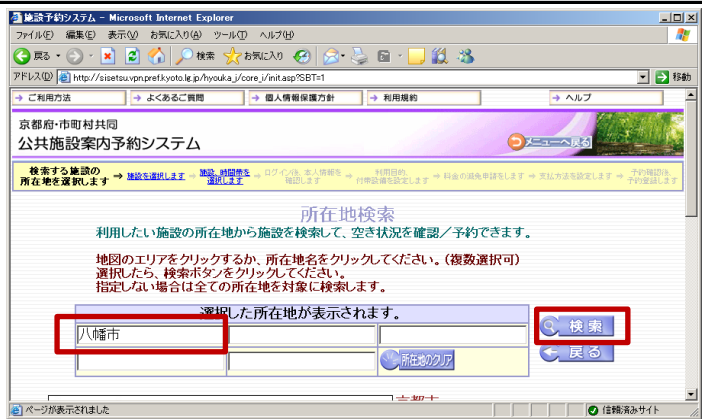 施設予約システム - Microsoft Internet Explorer
ファイル(F) 編集(E) 表示(V) お気に入り(A) ツール(T) ヘルプ(H)
戻る 検索 お気に入り
アドレス(D) http://sisetsu.vpn.pref.kyoto.lg.jp/hyouka_i/core_i/init.asp?SBT=1 移動
→ ご利用方法 → よくあるご質問 → 個人情報保護方針 → 利用規約 → ヘルプ
京都府・市町村共同
公共施設案内予約システム
メニューへ戻る
検索する施設の所在地を選択します → 施設を選択します → 施設、時間帯を選択します → ログイン後、本人情報を確認します → 利用目的、付帯設備を設定します → 料金の減免申請をします → 支払方法を設定します → 予約確認後、予約登録します
所在地検索
利用したい施設の所在地から施設を検索して、空き状況を確認／予約できます。
地図のエリアをクリックするか、所在地名をクリックしてください。(複数選択可)
選択したら、検索ボタンをクリックしてください。
指定しない場合は全ての所在地を対象に検索します。
選択した所在地が表示されます。
八幡市
検索
所在地のクリア
戻る
京都市
ページが表示されました 信頼済みサイト